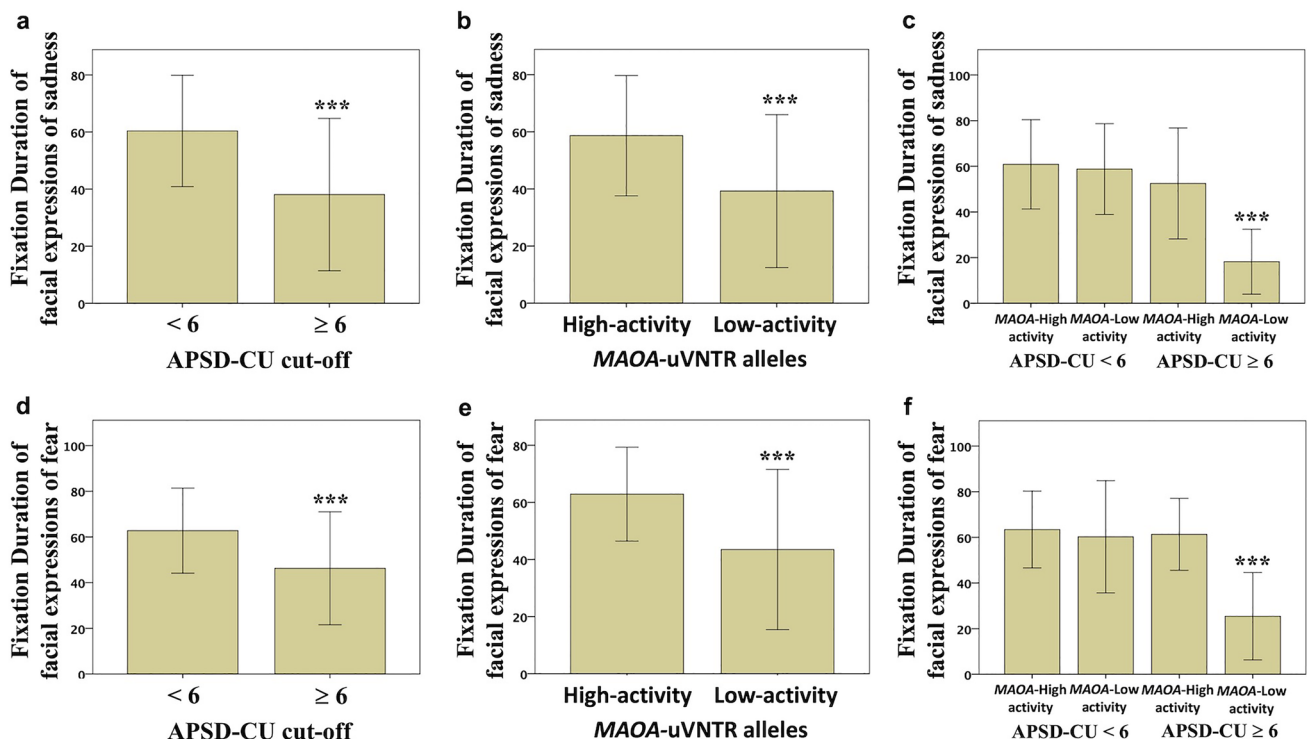 a
Fixation Duration of
facial expressions of sadness
80
60
40
20
0
***
< 6
≥ 6
APSD-CU cut-off
b
Fixation Duration of
facial expressions of sadness
80
60
40
20
0
***
High-activity
Low-activity
MAOA-uVNTR alleles
c
Fixation Duration of
facial expressions of sadness
100
80
60
40
20
0
***
MAOA-High MAOA-Low MAOA-High MAOA-Low
activity activity activity activity
APSD-CU < 6
APSD-CU ≥ 6
d
Fixation Duration of
facial expressions of fear
100
80
60
40
20
0
***
< 6
≥ 6
APSD-CU cut-off
e
Fixation Duration of
facial expressions of fear
80
60
40
20
0
***
High-activity
Low-activity
MAOA-uVNTR alleles
f
Fixation Duration of
facial expressions of fear
100
80
60
40
20
0
***
MAOA-High MAOA-Low MAOA-High MAOA-Low
activity activity activity activity
APSD-CU < 6
APSD-CU ≥ 6